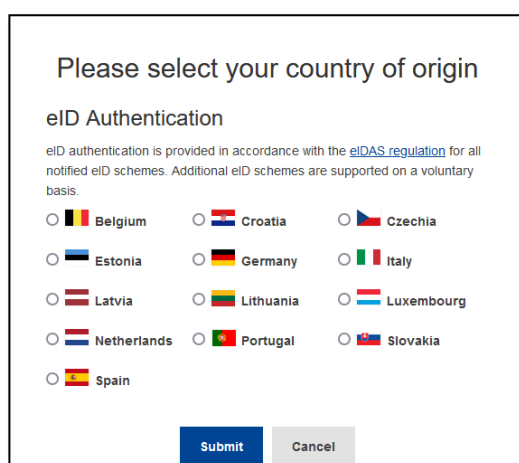 Please select your country of origin
eID Authentication
eID authentication is provided in accordance with the eIDAS regulation for all
notified eID schemes. Additional eID schemes are supported on a voluntary
basis.
Belgium Croatia Czechia
Estonia Germany Italy
Latvia Lithuania Luxembourg
Netherlands Portugal Slovakia
Spain
Submit Cancel